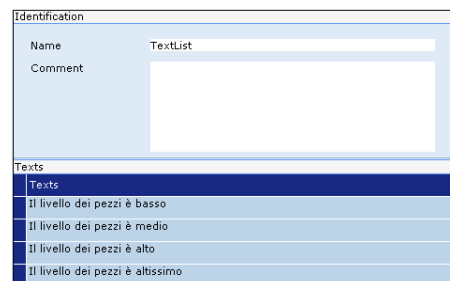 Identification
Name TextList
Comment
Texts
Texts
Il livello dei pezzi è basso
Il livello dei pezzi è medio
Il livello dei pezzi è alto
Il livello dei pezzi è altissimo